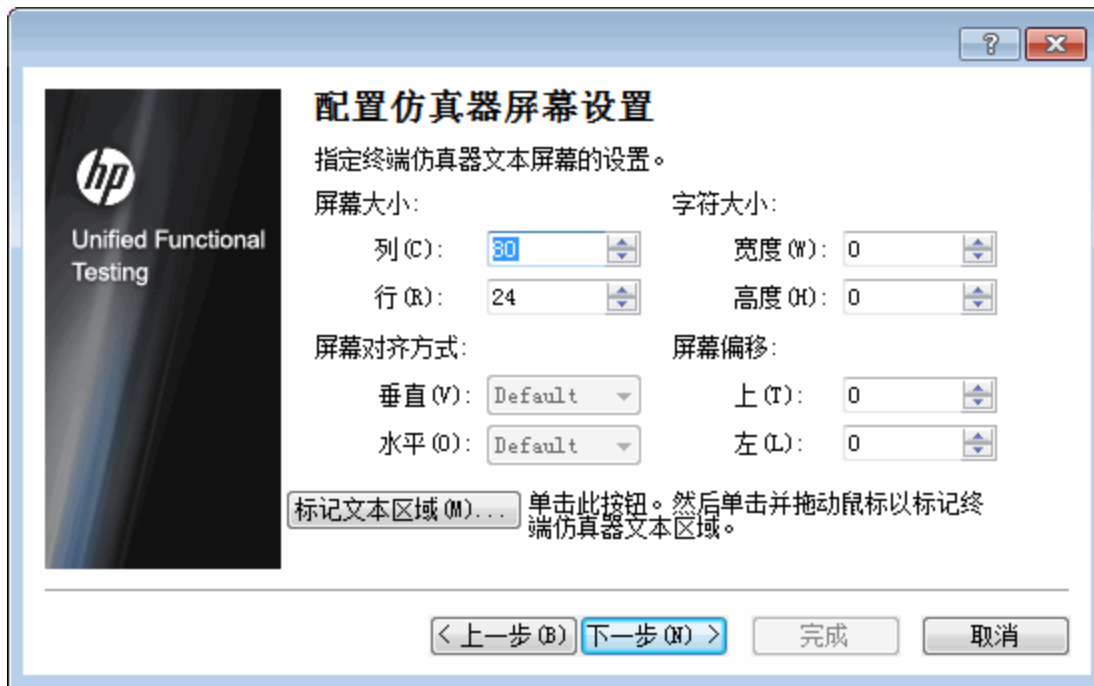 ?
配置仿真器屏幕设置
hp
Unified Functional
Testing
指定终端仿真器文本屏幕的设置。
屏幕大小:
字符大小:
列(C): 80
宽度(W): 0
行(R): 24
高度(H): 0
屏幕对齐方式:
屏幕偏移:
垂直(V): Default
上(T): 0
水平(O): Default
左(L): 0
标记文本区域(M)...
单击此按钮。然后单击并拖动鼠标以标记终
端仿真器文本区域。
< 上一步(B)
下一步(N) >
完成
取消